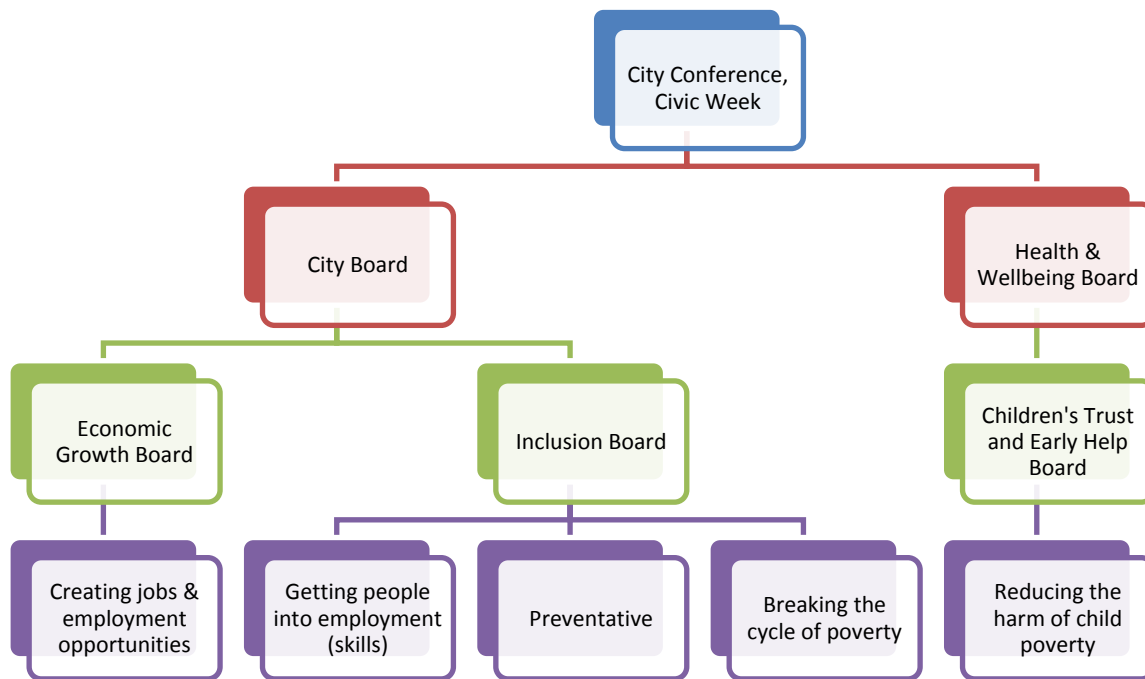 City Conference,
Civic Week
City Board
Health &
Wellbeing Board
Economic
Growth Board
Inclusion Board
Children's Trust
and Early Help
Board
Creating jobs &
employment
opportunities
Getting people
into employment
(skills)
Preventative
Breaking the
cycle of poverty
Reducing the
harm of child
poverty